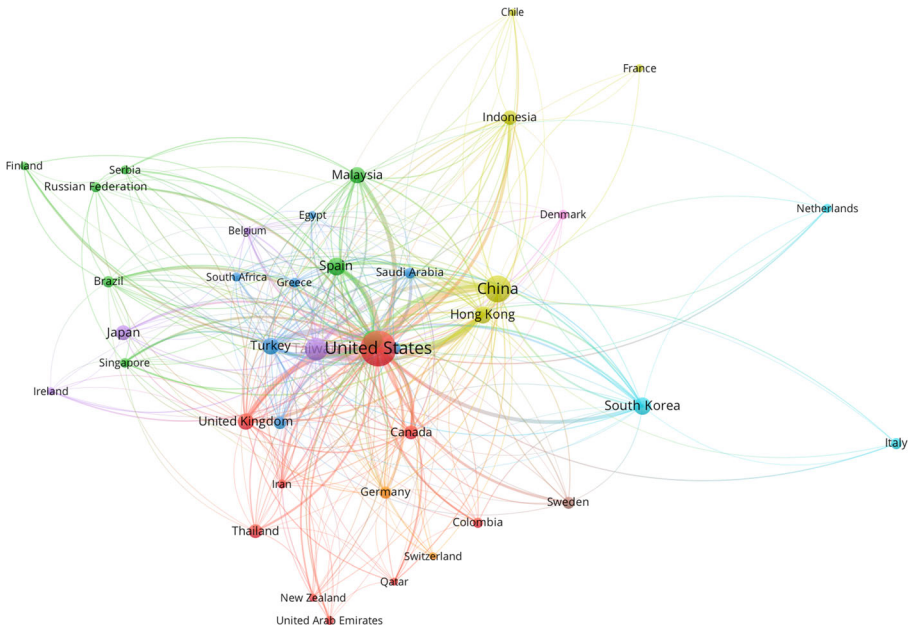 Chile
France
Indonesia
Finland
Serbia
Malaysia
Russian Federation
Egypt
Denmark
Netherlands
Belgium
Spain
Saudi Arabia
South Africa
Greece
Brazil
China
Hong Kong
Japan
Turkey
United States
Singapore
Ireland
South Korea
United Kingdom
Canada
Italy
Iran
Germany
Sweden
Thailand
Colombia
Switzerland
Qatar
New Zealand
United Arab Emirates